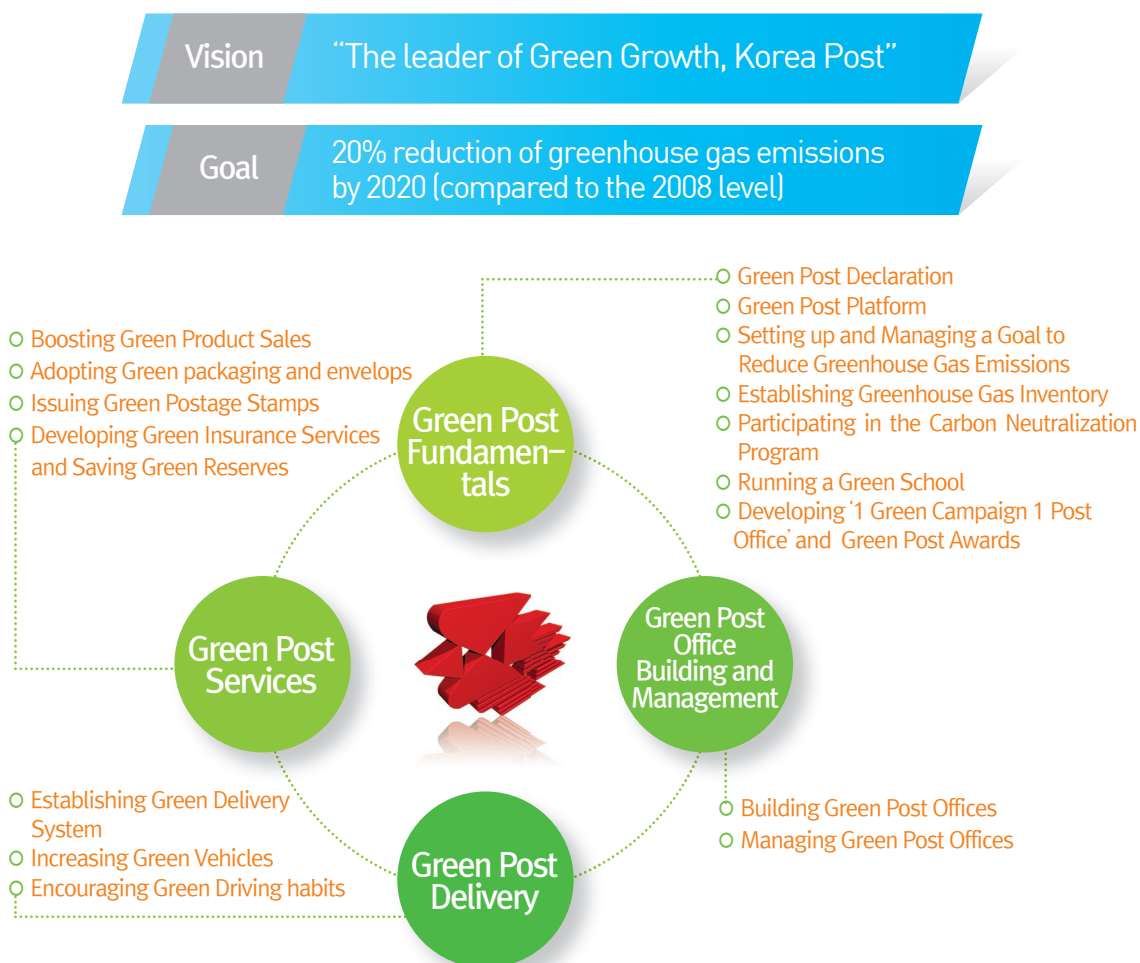 Vision
"The leader of Green Growth, Korea Post"
Goal
20% reduction of greenhouse gas emissions
by 2020 (compared to the 2008 level)
Green Post
Fundamen-
tals
Green Post Declaration
Green Post Platform
Setting up and Managing a Goal to
Reduce Greenhouse Gas Emissions
Establishing Greenhouse Gas Inventory
Participating in the Carbon Neutralization
Program
Running a Green School
Developing '1 Green Campaign 1 Post
Office' and Green Post Awards
Boosting Green Product Sales
Adopting Green packaging and envelops
Issuing Green Postage Stamps
Developing Green Insurance Services
and Saving Green Reserves
Green Post
Services
Green Post
Office
Building and
Management
Building Green Post Offices
Managing Green Post Offices
Establishing Green Delivery
System
Increasing Green Vehicles
Encouraging Green Driving habits
Green Post
Delivery